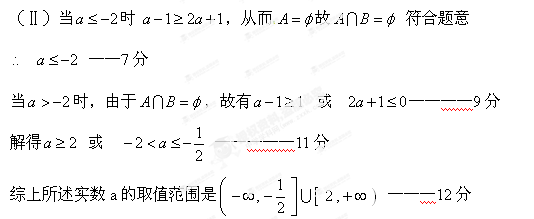 (Ⅱ)当a≤-2时 a-1≥2a+1，从而 A=ϕ故A∩B=ϕ 符合题意
∴ a≤-2 ——7分
当a>-2时，由于A∩B=ϕ，故有a-1≥1 或 2a+1≤0————9分
解得a≥2 或 -2<a≤-1/2 ————11分
综上所述实数a的取值范围是(-∞,-1/2]∪[2,+∞) ———12分